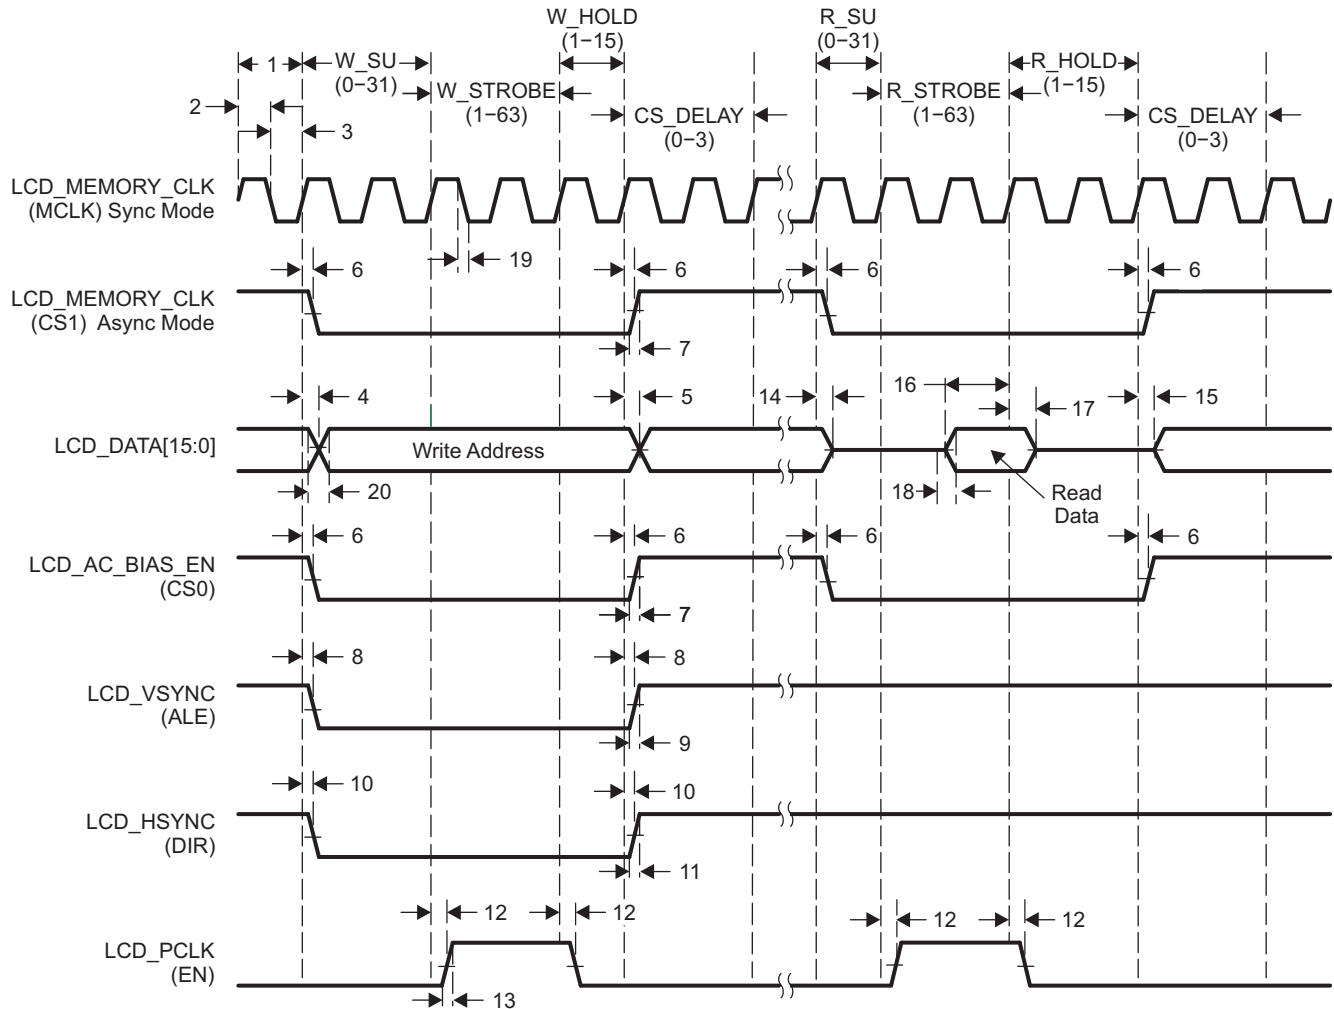 W_HOLD
(1−15)
R_SU
(0−31)
1
W_SU
(0−31)
R_HOLD
(1−15)
2
W_STROBE
(1−63)
CS_DELAY
(0−3)
R_STROBE
(1−63)
CS_DELAY
(0−3)
3
LCD_MEMORY_CLK
(MCLK) Sync Mode
19
6
6
6
6
LCD_MEMORY_CLK
(CS1) Async Mode
7
4
5
14
16
17
15
LCD_DATA[15:0]
Write Address
20
18
Read
Data
6
6
6
6
LCD_AC_BIAS_EN
(CS0)
7
8
8
LCD_VSYNC
(ALE)
9
10
10
LCD_HSYNC
(DIR)
11
12
12
12
12
LCD_PCLK
(EN)
13